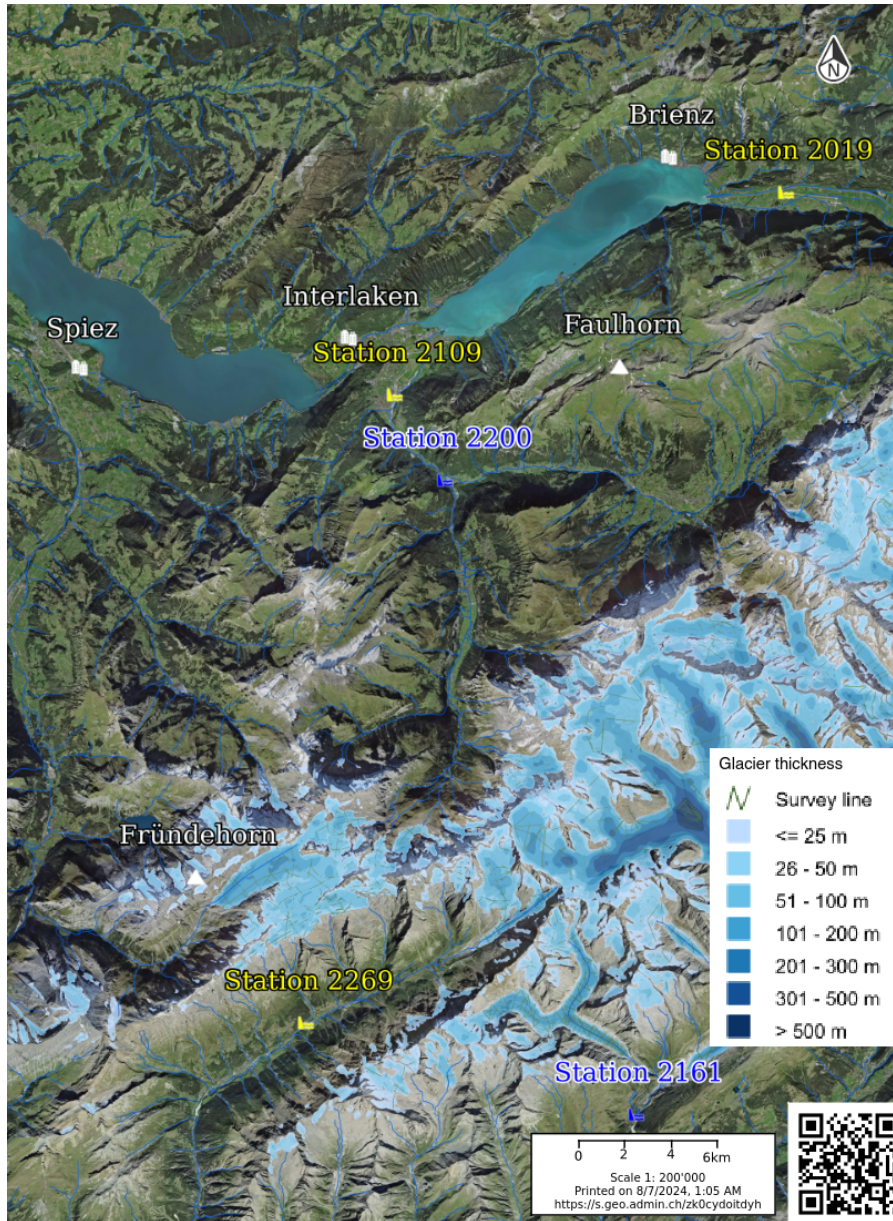 N
Brienz
Station 2019
Interlaken
Spiez
Station 2109
Faulhorn
Station 2200
Glacier thickness
Survey line
<= 25 m
26 - 50 m
51 - 100 m
101 - 200 m
201 - 300 m
301 - 500 m
> 500 m
Fründehorn
Station 2269
Station 2161
0 2 4 6km
Scale 1: 200'000
Printed on 8/7/2024, 1:05 AM
https://s.geo.admin.ch/zk0cydoitdyh